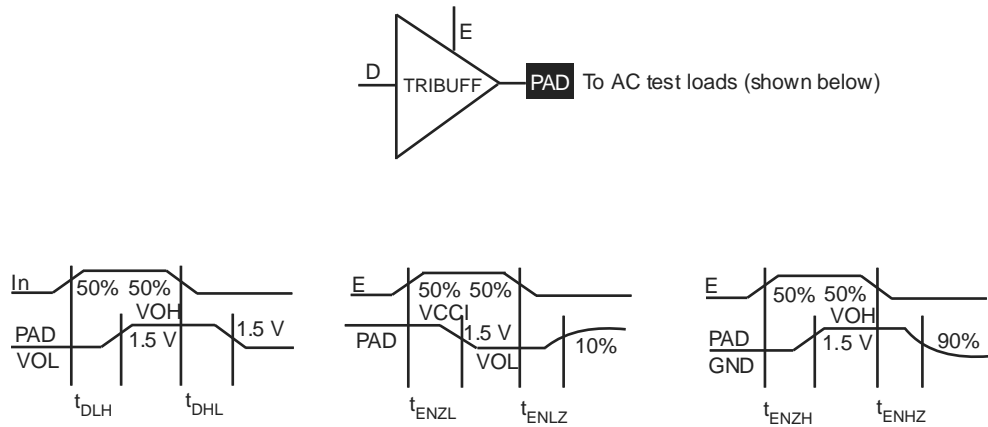 E
D
TRIBUFF
PAD
To AC test loads (shown below)
In
50% 50%
VOH
PAD
VOL
1.5 V
1.5 V
tDLH
tDHL
E
50% 50%
VCCI
PAD
1.5 V
VOL
10%
tENZL
tENLZ
E
50% 50%
VOH
PAD
GND
1.5 V
90%
tENZH
tENHZ